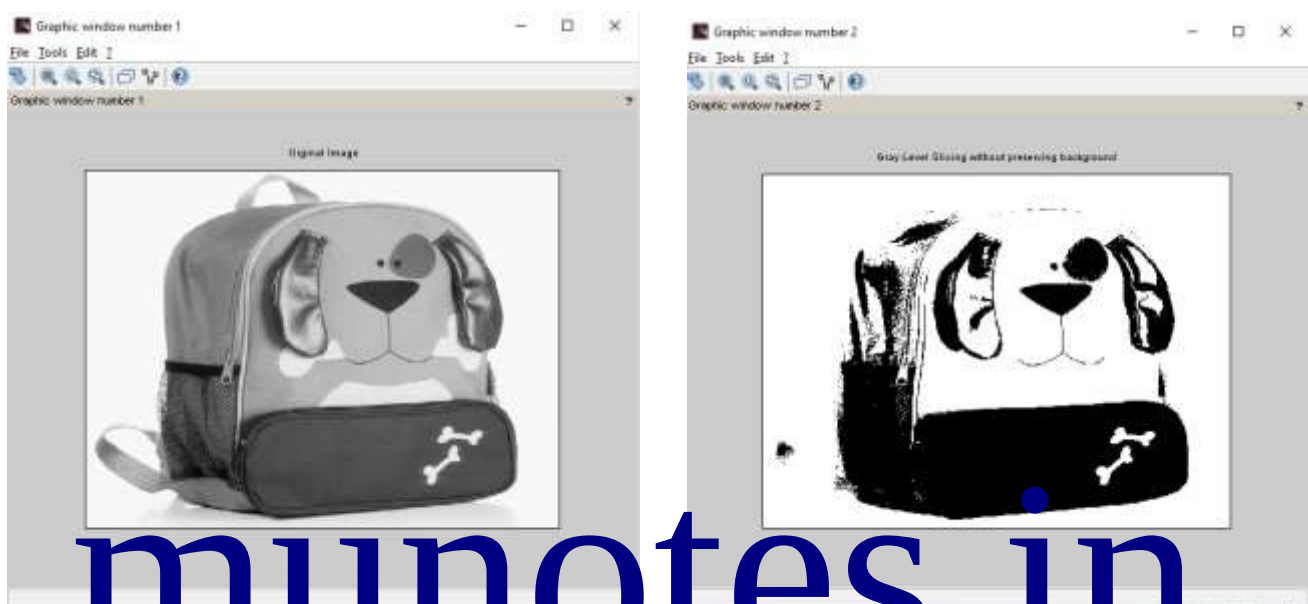 Graphic window number 1
File Tools Edit ?
Graphic window number 1 ?
Original Image
Graphic window number 2
File Tools Edit ?
Graphic window number 2 ?
Gray Level Slicing without preserving background
munotes.in